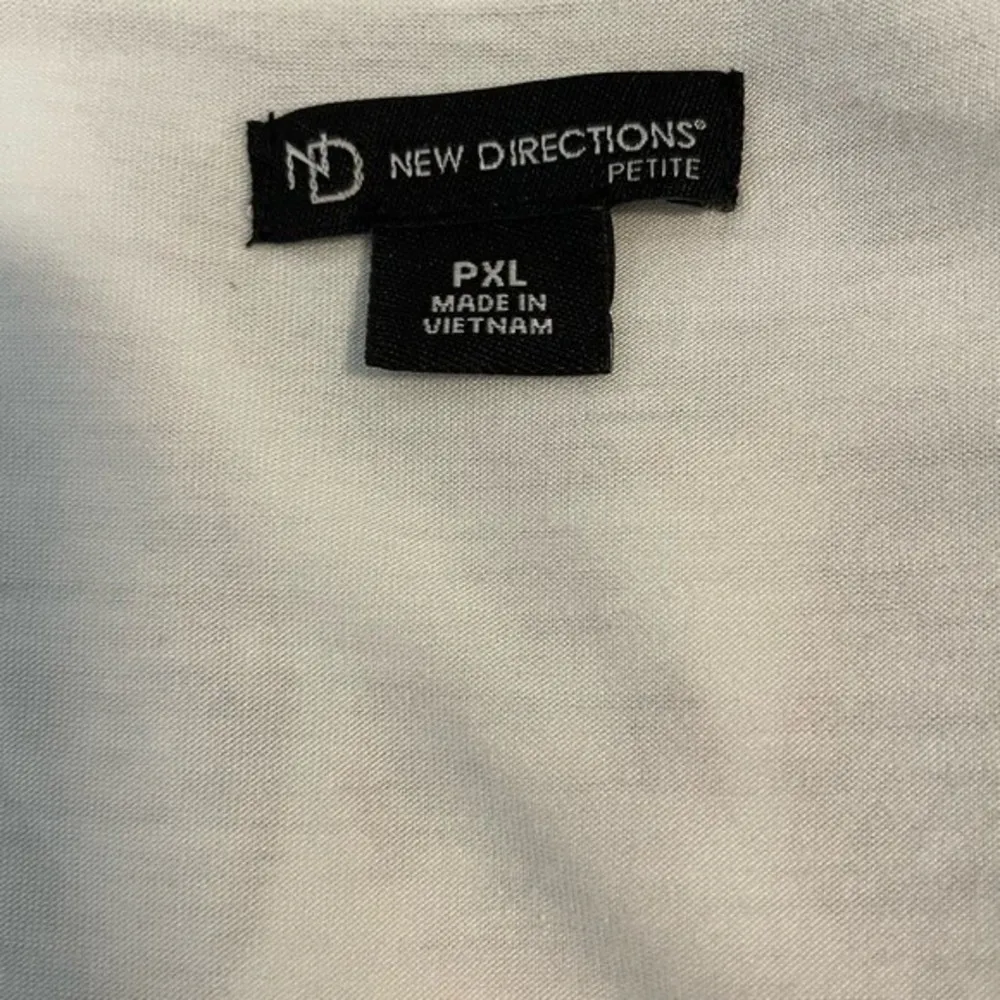 ND NEW DIRECTIONS®
PETITE
PXL
MADE IN
VIETNAM